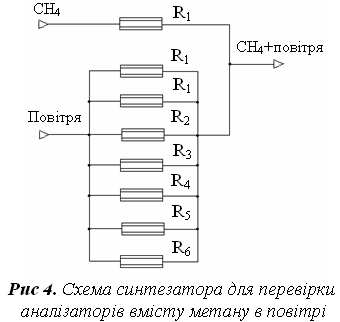 CH₄
R₁
CH₄+повітря
R₁
R₁
Повітря
R₂
R₃
R₄
R₅
R₆
Рис 4. Схема синтезатора для перевірки
аналізаторів вмісту метану в повітрі